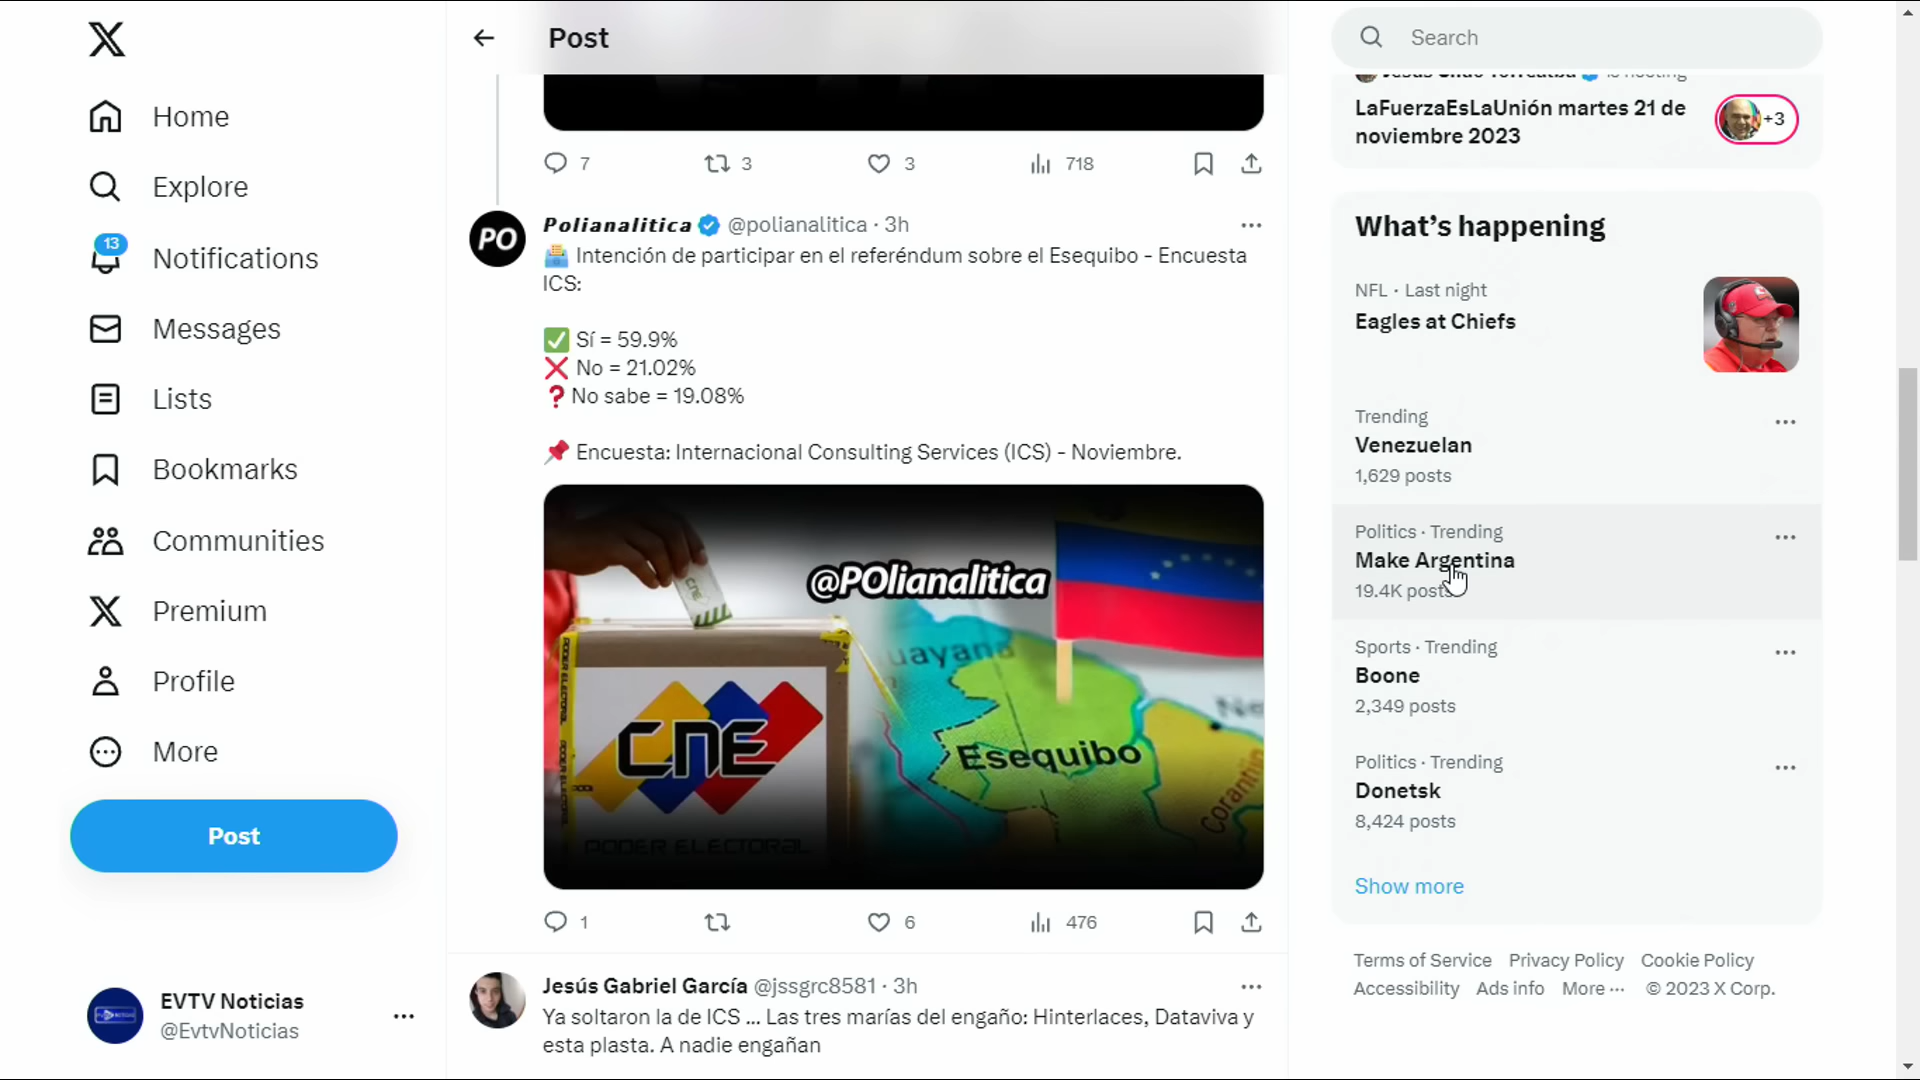 Home
Explore
13
Notifications
Messages
Lists
Bookmarks
Communities
Premium
Profile
More
Post
EVTV Noticias
@EvtvNoticias
Post
7 3 3 718
PO
Polianalitica @polianalitica · 3h
Intención de participar en el referéndum sobre el Esequibo - Encuesta
ICS:
Sí = 59.9%
No = 21.02%
No sabe = 19.08%
Encuesta: Internacional Consulting Services (ICS) - Noviembre.
@POlianalitica
CNE
PODER ELECTORAL
uayana
Esequibo
1 6 476
Jesús Gabriel García @jssgrc8581 · 3h
Ya soltaron la de ICS ... Las tres marías del engaño: Hinterlaces, Dataviva y
esta plasta. A nadie engañan
Search
LaFuerzaEsLaUnión martes 21 de
noviembre 2023
+3
What's happening
NFL · Last night
Eagles at Chiefs
Trending
Venezuelan
1,629 posts
Politics · Trending
Make Argentina
19.4K posts
Sports · Trending
Boone
2,349 posts
Politics · Trending
Donetsk
8,424 posts
Show more
Terms of Service Privacy Policy Cookie Policy
Accessibility Ads info More ··· © 2023 X Corp.